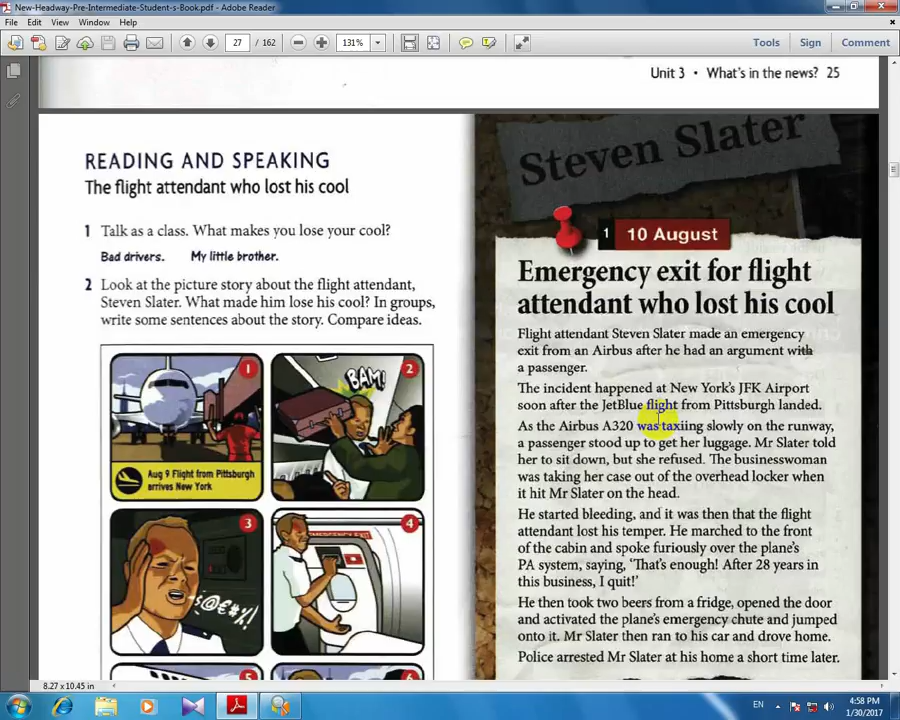 New-Headway-Pre-Intermediate-Student-s-Book.pdf - Adobe Reader
File Edit View Window Help
27 / 162 131% Tools Sign Comment
Unit 3 • What's in the news? 25
READING AND SPEAKING
The flight attendant who lost his cool
1 Talk as a class. What makes you lose your cool?
Bad drivers. My little brother.
2 Look at the picture story about the flight attendant,
Steven Slater. What made him lose his cool? In groups,
write some sentences about the story. Compare ideas.
1
Aug 9 Flight from Pittsburgh
arrives New York
2
BAM!
3
$@€#%/
4
EMERGENCY EXIT
5
6
Steven Slater
1 10 August
Emergency exit for flight
attendant who lost his cool
Flight attendant Steven Slater made an emergency
exit from an Airbus after he had an argument with
a passenger.
The incident happened at New York's JFK Airport
soon after the JetBlue flight from Pittsburgh landed.
As the Airbus A320 was taxiing slowly on the runway,
a passenger stood up to get her luggage. Mr Slater told
her to sit down, but she refused. The businesswoman
was taking her case out of the overhead locker when
it hit Mr Slater on the head.
He started bleeding, and it was then that the flight
attendant lost his temper. He marched to the front
of the cabin and spoke furiously over the plane's
PA system, saying, 'That's enough! After 28 years in
this business, I quit!'
He then took two beers from a fridge, opened the door
and activated the plane's emergency chute and jumped
onto it. Mr Slater then ran to his car and drove home.
Police arrested Mr Slater at his home a short time later.
8.27 x 10.45 in
EN
4:58 PM
1/30/2017